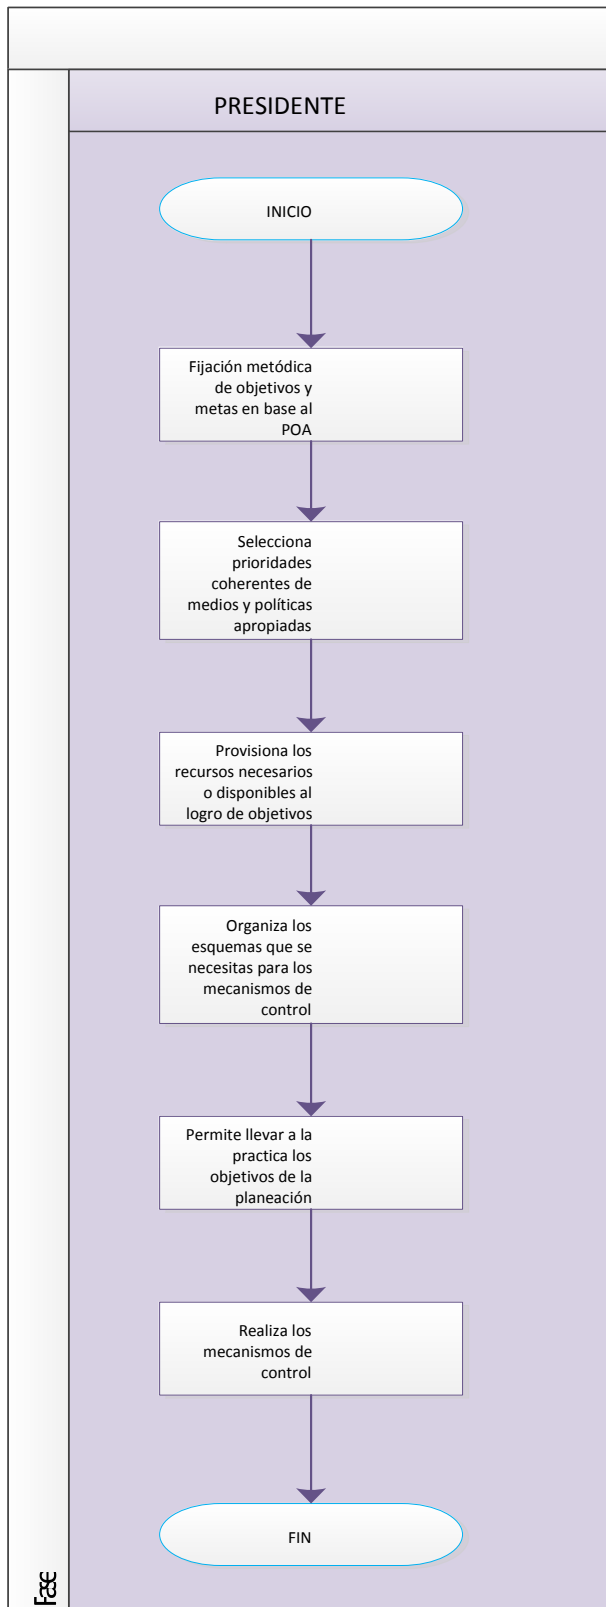 PRESIDENTE
INICIO
Fijación metódica
de objetivos y
metas en base al
POA
Selecciona
prioridades
coherentes de
medios y políticas
apropiadas
Provisiona los
recursos necesarios
o disponibles al
logro de objetivos
Organiza los
esquemas que se
necesitas para los
mecanismos de
control
Permite llevar a la
practica los
objetivos de la
planeación
Realiza los
mecanismos de
control
FIN
Fase